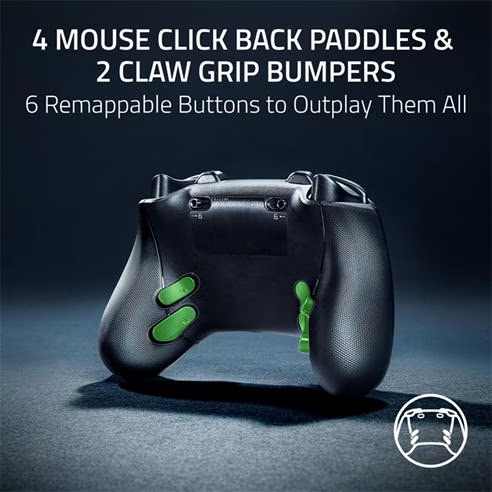 4 MOUSE CLICK BACK PADDLES &
2 CLAW GRIP BUMPERS
6 Remappable Buttons to Outplay Them All